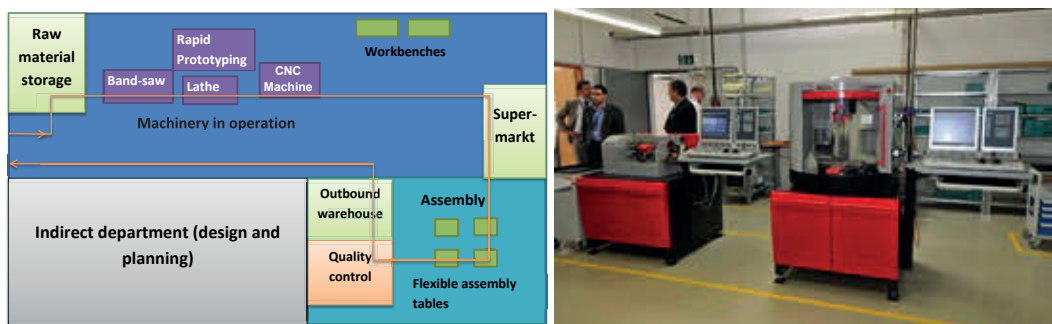 Raw
material
storage
Rapid
Prototyping
Band-saw
Lathe
CNC
Machine
Workbenches
Machinery in operation
Super-
markt
Outbound
warehouse
Assembly
Indirect department (design and
planning)
Quality
control
Flexible assembly
tables